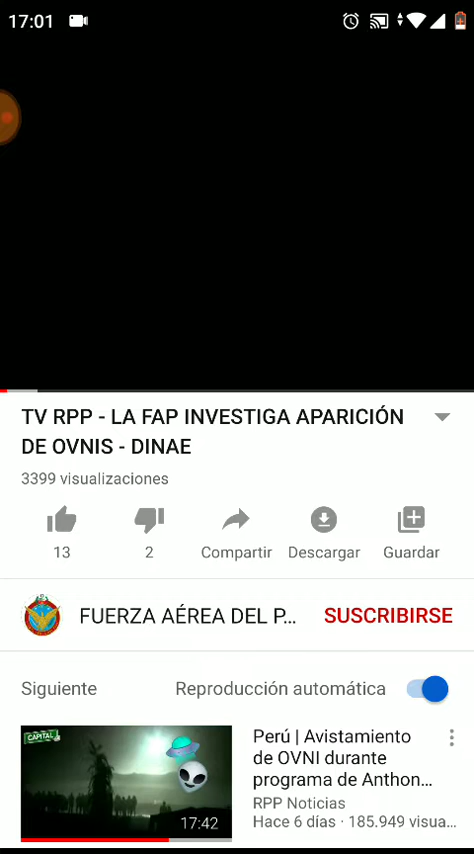 17:01
TV RPP - LA FAP INVESTIGA APARICIÓN
DE OVNIS - DINAE
3399 visualizaciones
13
2
Compartir
Descargar
Guardar
FUERZA AÉREA DEL P...
SUSCRIBIRSE
Siguiente
Reproducción automática
CAPITAL
17:42
Perú | Avistamiento
de OVNI durante
programa de Anthon...
RPP Noticias
Hace 6 días · 185.949 visua...